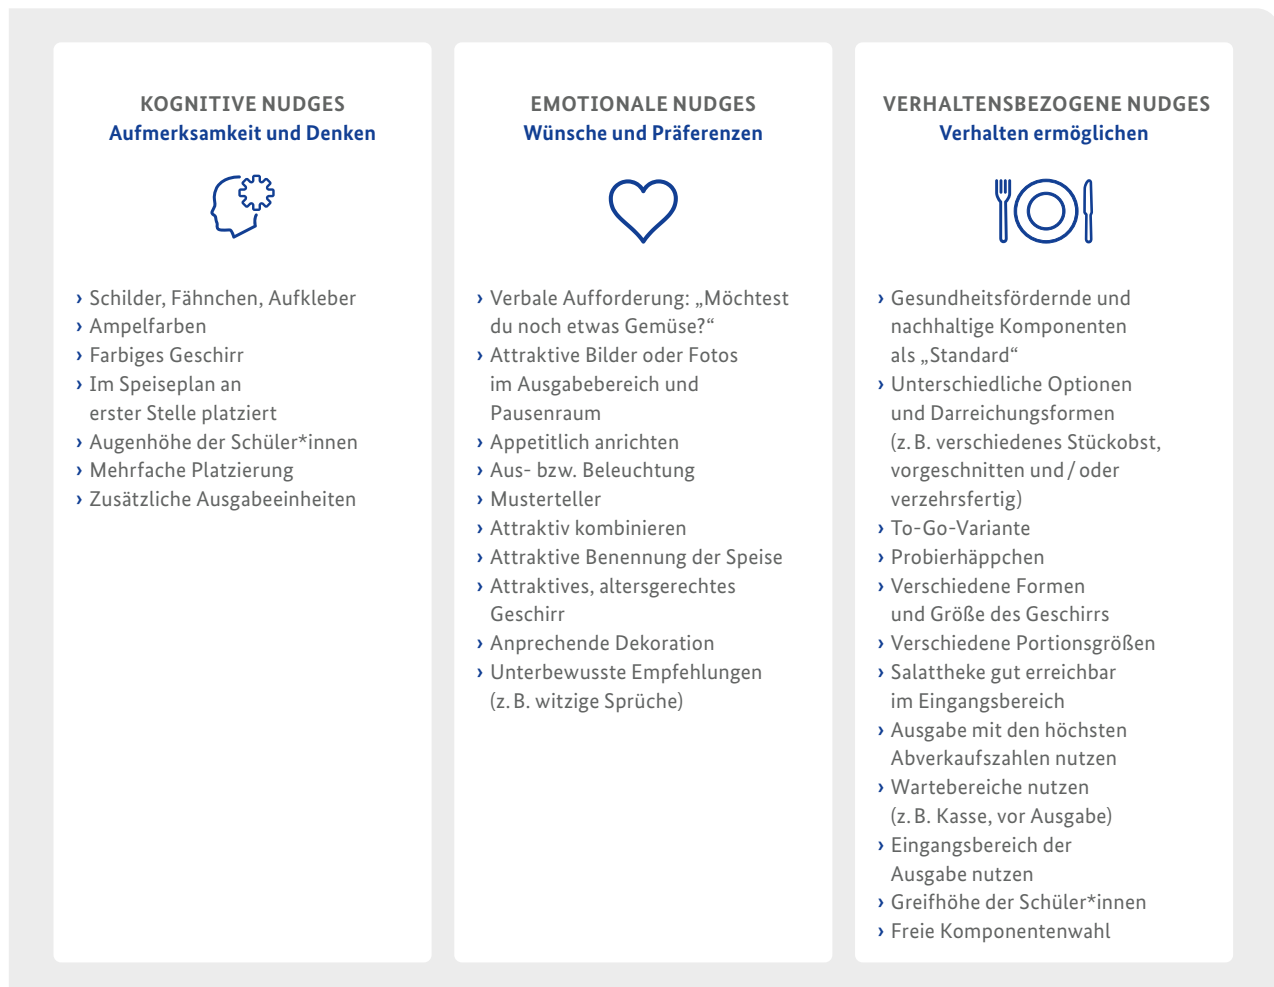 KOGNITIVE NUDGES
Aufmerksamkeit und Denken
› Schilder, Fähnchen, Aufkleber
› Ampelfarben
› Farbiges Geschirr
› Im Speiseplan an
erster Stelle platziert
› Augenhöhe der Schüler*innen
› Mehrfache Platzierung
› Zusätzliche Ausgabeeinheiten
EMOTIONALE NUDGES
Wünsche und Präferenzen
› Verbale Aufforderung: „Möchtest
du noch etwas Gemüse?“
› Attraktive Bilder oder Fotos
im Ausgabebereich und
Pausenraum
› Appetitlich anrichten
› Aus- bzw. Beleuchtung
› Musterteller
› Attraktiv kombinieren
› Attraktive Benennung der Speise
› Attraktives, altersgerechtes
Geschirr
› Anprechende Dekoration
› Unterbewusste Empfehlungen
(z. B. witzige Sprüche)
VERHALTENSBEZOGENE NUDGES
Verhalten ermöglichen
› Gesundheitsfördernde und
nachhaltige Komponenten
als „Standard“
› Unterschiedliche Optionen
und Darreichungsformen
(z. B. verschiedenes Stückobst,
vorgeschnitten und / oder
verzehrsfertig)
› To-Go-Variante
› Probierhäppchen
› Verschiedene Formen
und Größe des Geschirrs
› Verschiedene Portionsgrößen
› Salattheke gut erreichbar
im Eingangsbereich
› Ausgabe mit den höchsten
Abverkaufszahlen nutzen
› Wartebereiche nutzen
(z. B. Kasse, vor Ausgabe)
› Eingangsbereich der
Ausgabe nutzen
› Greifhöhe der Schüler*innen
› Freie Komponentenwahl